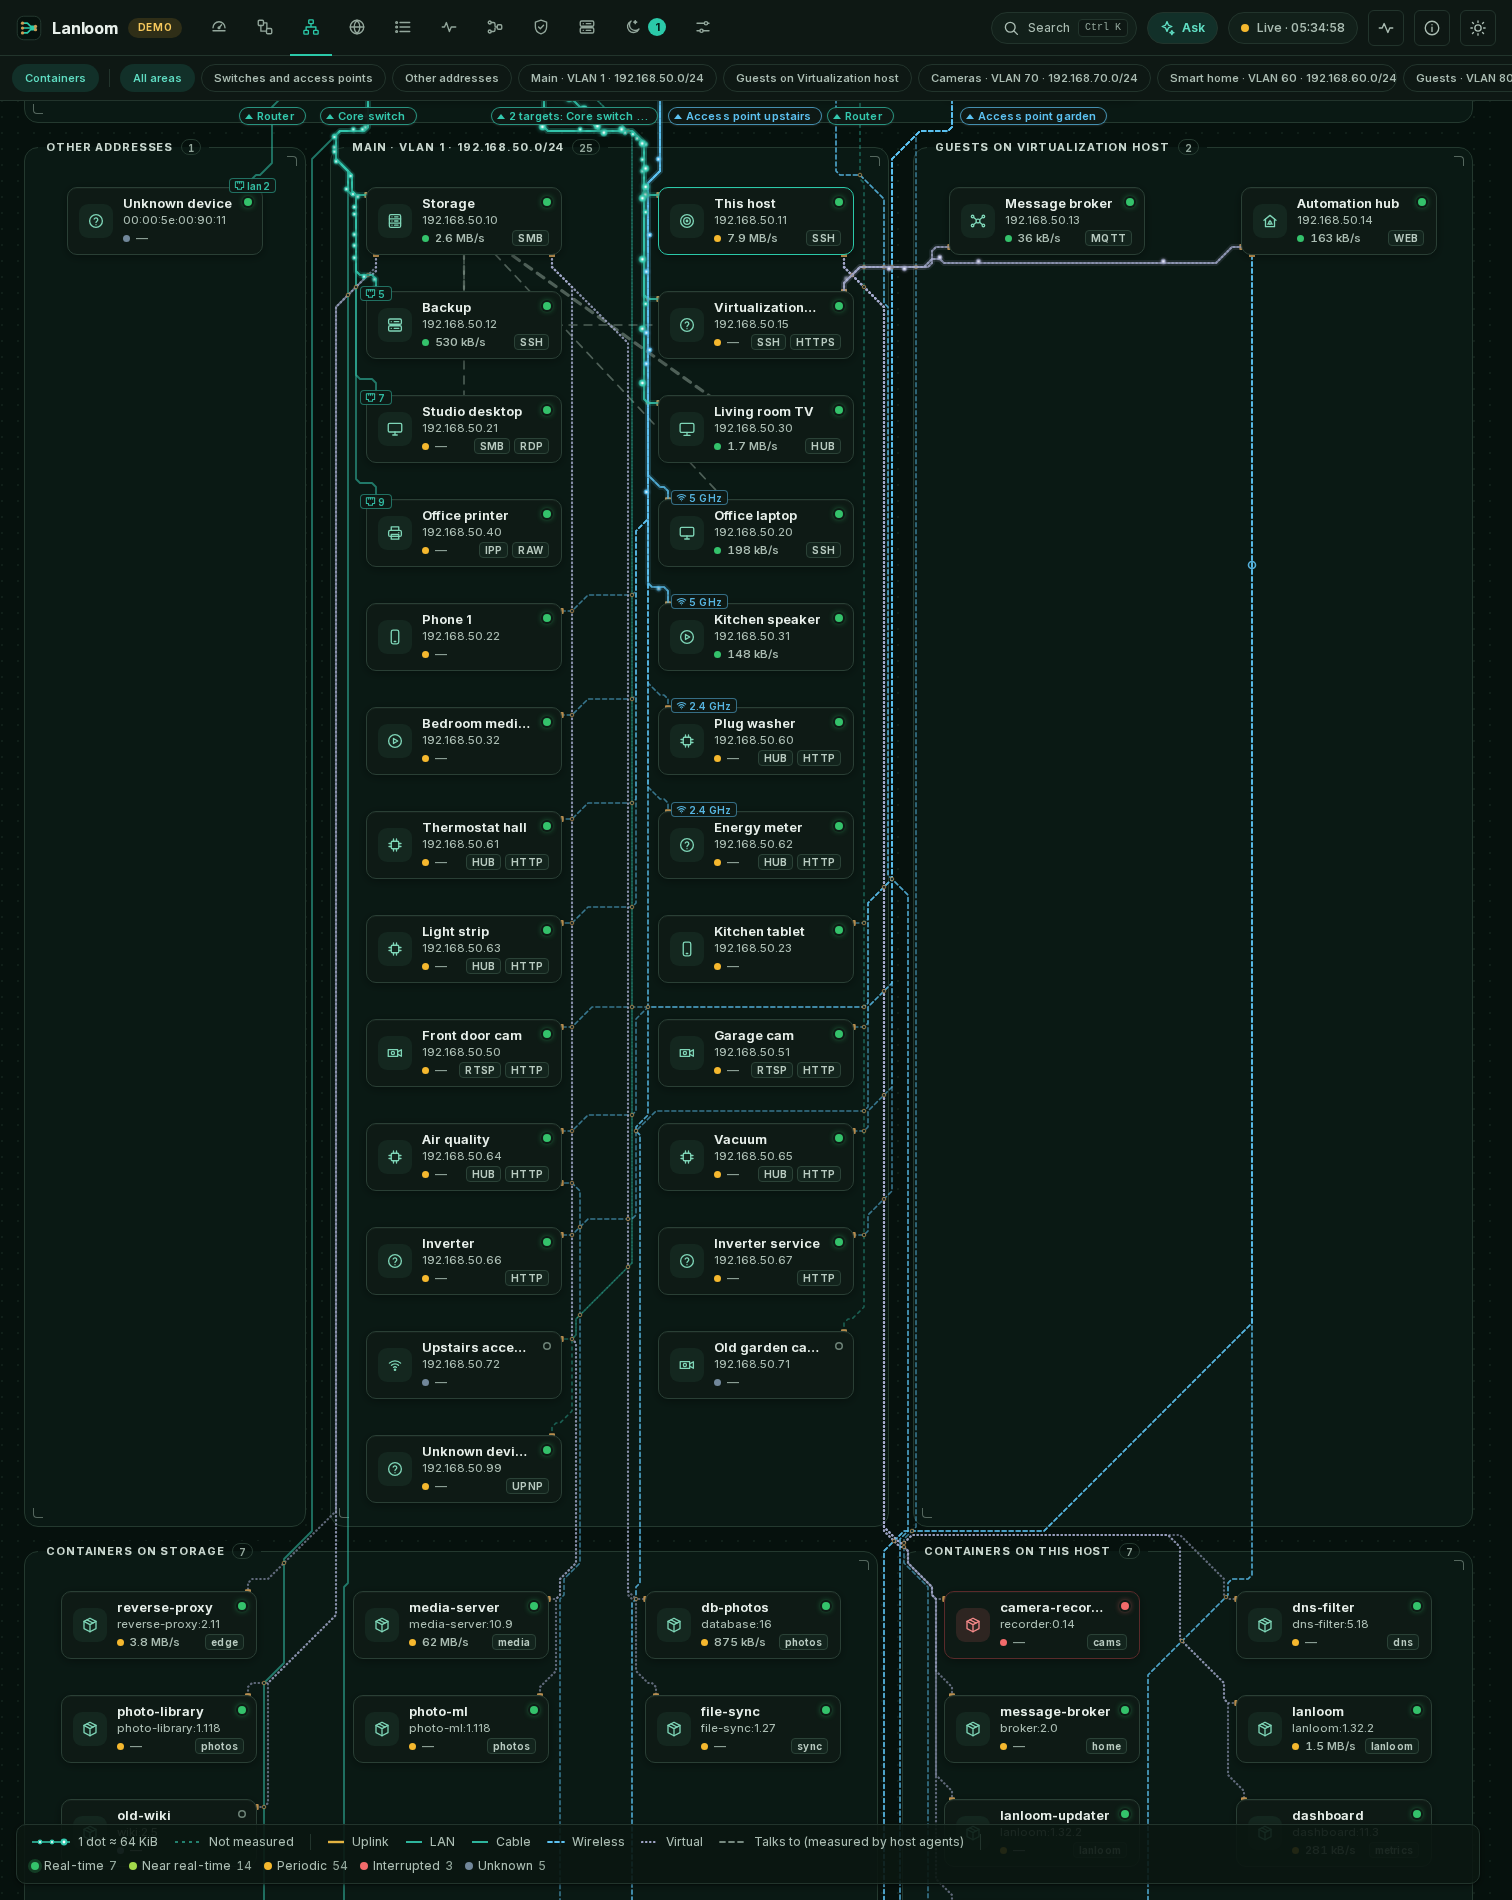 Lanloom DEMO 1 Search Ctrl K Ask Live · 05:34:58
Containers All areas Switches and access points Other addresses Main · VLAN 1 · 192.168.50.0/24 Guests on Virtualization host Cameras · VLAN 70 · 192.168.70.0/24 Smart home · VLAN 60 · 192.168.60.0/24 Guests · VLAN 80
Router Core switch 2 targets: Core switch ... Access point upstairs Router Access point garden
OTHER ADDRESSES 1
lan2
Unknown device
00:00:5e:00:90:11
—
MAIN · VLAN 1 · 192.168.50.0/24 25
Storage
192.168.50.10
2.6 MB/s SMB
This host
192.168.50.11
7.9 MB/s SSH
5
Backup
192.168.50.12
530 kB/s SSH
Virtualization...
192.168.50.15
— SSH HTTPS
7
Studio desktop
192.168.50.21
— SMB RDP
Living room TV
192.168.50.30
1.7 MB/s HUB
9
Office printer
192.168.50.40
— IPP RAW
5 GHz
Office laptop
192.168.50.20
198 kB/s SSH
Phone 1
192.168.50.22
—
5 GHz
Kitchen speaker
192.168.50.31
148 kB/s
Bedroom medi...
192.168.50.32
—
2.4 GHz
Plug washer
192.168.50.60
— HUB HTTP
Thermostat hall
192.168.50.61
— HUB HTTP
2.4 GHz
Energy meter
192.168.50.62
— HUB HTTP
Light strip
192.168.50.63
— HUB HTTP
Kitchen tablet
192.168.50.23
—
Front door cam
192.168.50.50
— RTSP HTTP
Garage cam
192.168.50.51
— RTSP HTTP
Air quality
192.168.50.64
— HUB HTTP
Vacuum
192.168.50.65
— HUB HTTP
Inverter
192.168.50.66
— HTTP
Inverter service
192.168.50.67
— HTTP
Upstairs acce...
192.168.50.72
—
Old garden ca...
192.168.50.71
—
Unknown devi...
192.168.50.99
— UPNP
GUESTS ON VIRTUALIZATION HOST 2
Message broker
192.168.50.13
36 kB/s MQTT
Automation hub
192.168.50.14
163 kB/s WEB
CONTAINERS ON STORAGE 7
reverse-proxy
reverse-proxy:2.11
3.8 MB/s edge
media-server
media-server:10.9
62 MB/s media
db-photos
database:16
875 kB/s photos
photo-library
photo-library:1.118
— photos
photo-ml
photo-ml:1.118
— photos
file-sync
file-sync:1.27
— sync
old-wiki
wiki:2.5
CONTAINERS ON THIS HOST 7
camera-recor...
recorder:0.14
— cams
dns-filter
dns-filter:5.18
— dns
message-broker
broker:2.0
— home
lanloom
lanloom:1.32.2
1.5 MB/s lanloom
lanloom-updater
lanloom:1.32.2
— lanloom
dashboard
dashboard:11.3
281 kB/s metrics
1 dot ≈ 64 KiB Not measured Uplink LAN Cable Wireless Virtual Talks to (measured by host agents)
Real-time 7 Near real-time 14 Periodic 54 Interrupted 3 Unknown 5